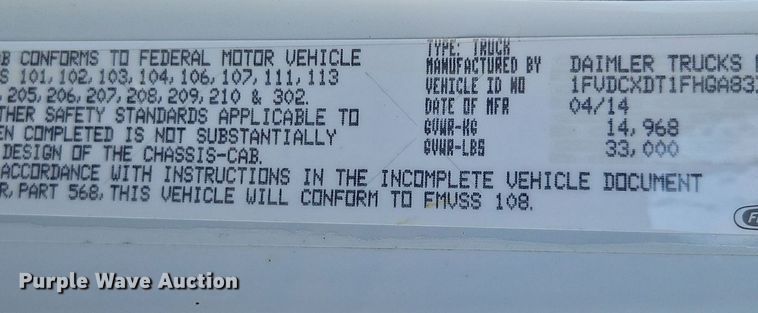 B CONFORMS TO FEDERAL MOTOR VEHICLE
S 101, 102, 103, 104, 106, 107, 111, 113
, 205, 206, 207, 208, 209, 210 & 302.
THER SAFETY STANDARDS APPLICABLE TO
EN COMPLETED IS NOT SUBSTANTIALLY
DESIGN OF THE CHASSIS-CAB.
ACCORDANCE WITH INSTRUCTIONS IN THE INCOMPLETE VEHICLE DOCUMENT
R, PART 568, THIS VEHICLE WILL CONFORM TO FMVSS 108.
TYPE: TRUCK
MANUFACTURED BY DAIMLER TRUCKS
VEHICLE ID NO 1FVDCXDT1FHGA83
DATE OF MFR 04/14
GVWR-KG 14,968
GVWR-LBS 33,000
Purple Wave Auction